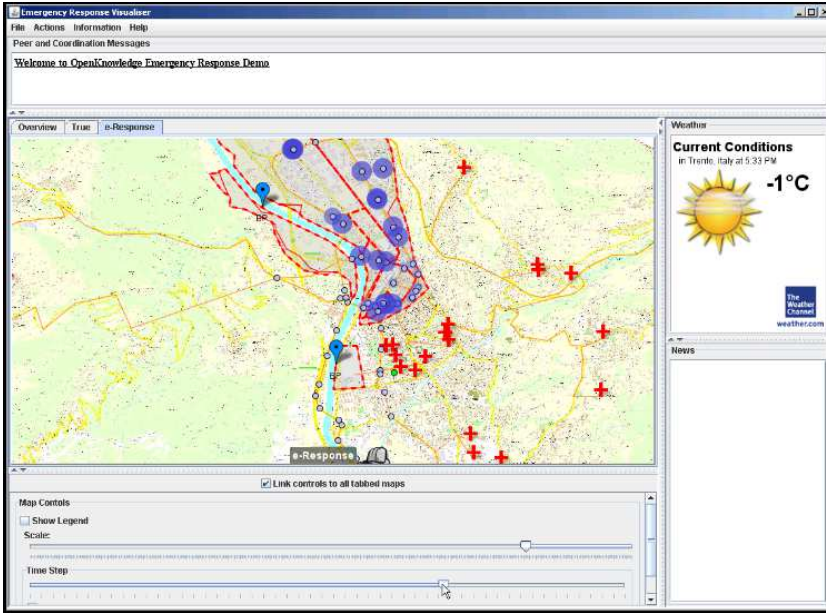 Emergency Response Visualiser
File Actions Information Help
Peer and Coordination Messages
Welcome to OpenKnowledge Emergency Response Demo
Overview True e-Response
Weather
Current Conditions
in Trento, Italy at 5:33 PM
-1°C
The
Weather
Channel
weather.com
BP
BP
e-Response
News
Link controls to all tabbed maps
Map Contols
Show Legend
Scale:
Time Step